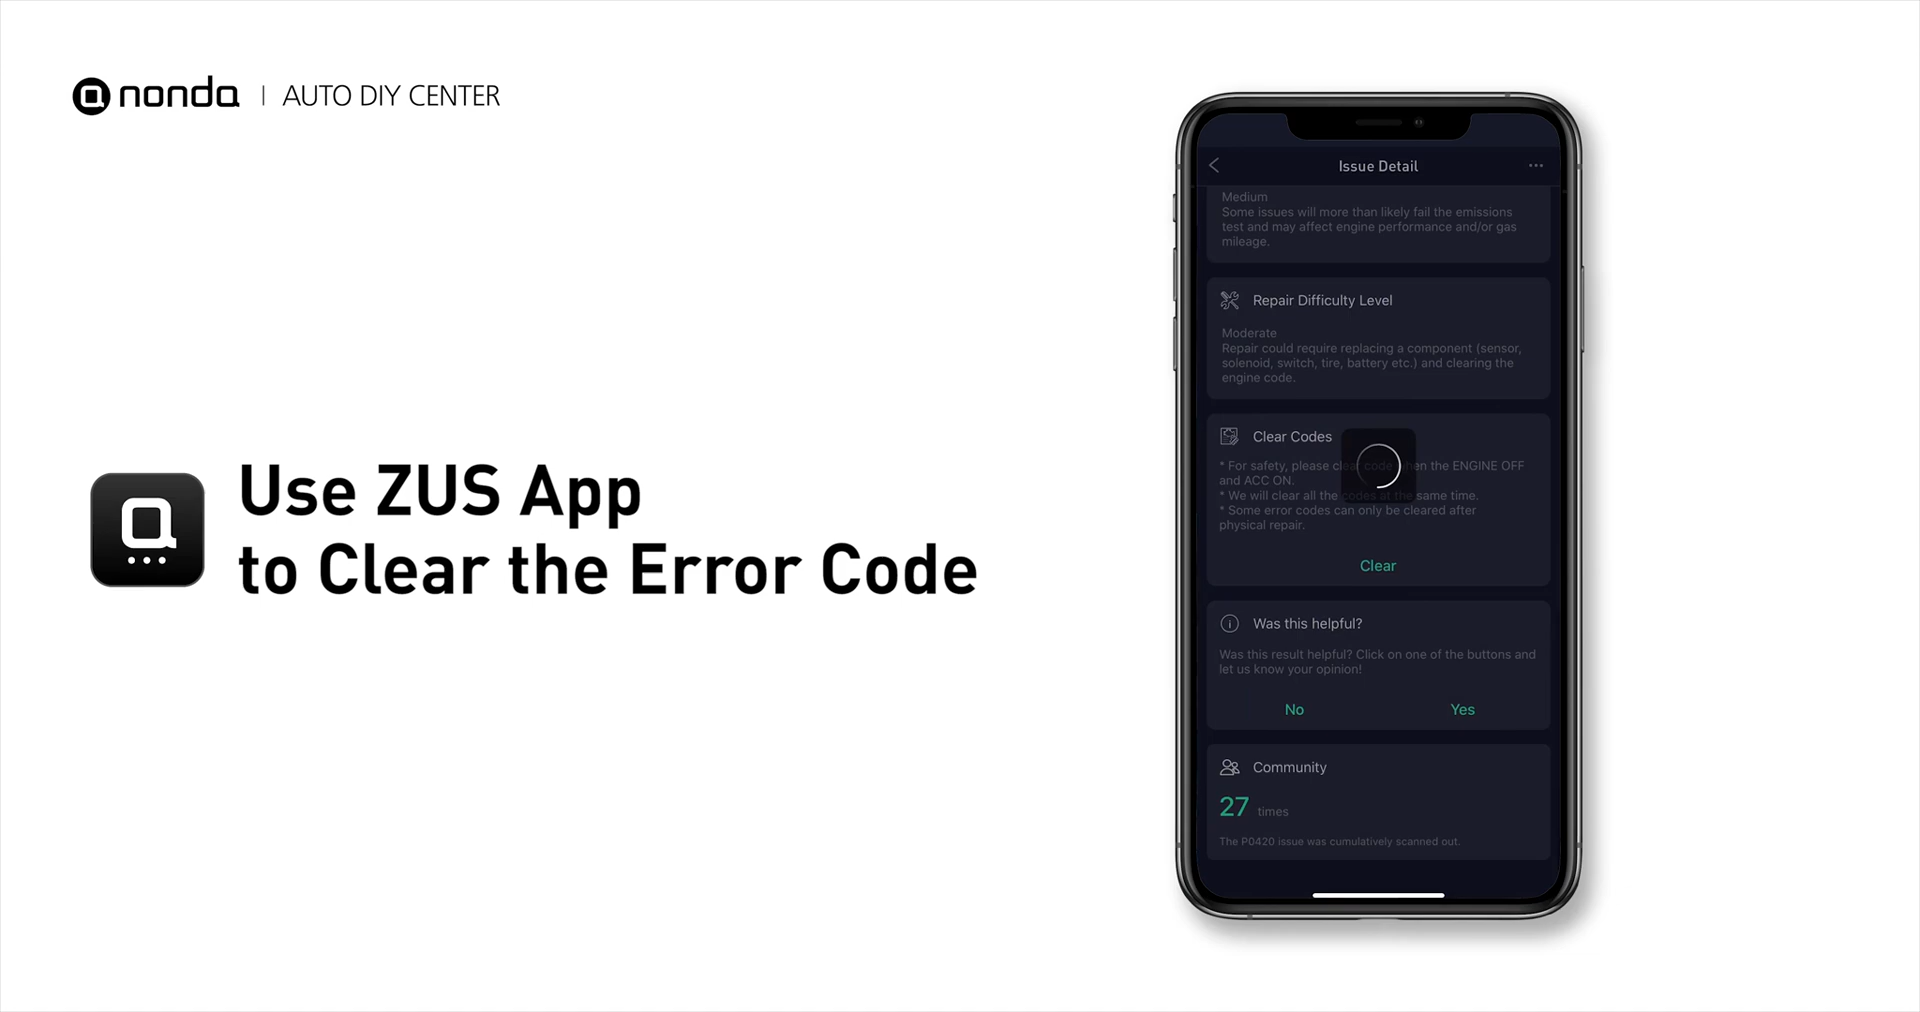 nonda | AUTO DIY CENTER
Use ZUS App
to Clear the Error Code
Issue Detail
Medium
Some issues will more than likely fail the emissions
test and may affect engine performance and/or gas
mileage.
Repair Difficulty Level
Moderate
Repair could require replacing a component (sensor,
solenoid, switch, tire, battery etc.) and clearing the
engine code.
Clear Codes
* For safety, please clear code when the ENGINE OFF
and ACC ON.
* We will clear all the codes at the same time.
* Some error codes can only be cleared after
physical repair.
Clear
Was this helpful?
Was this result helpful? Click on one of the buttons and
let us know your opinion!
No Yes
Community
27 times
The P0420 issue was cumulatively scanned out.